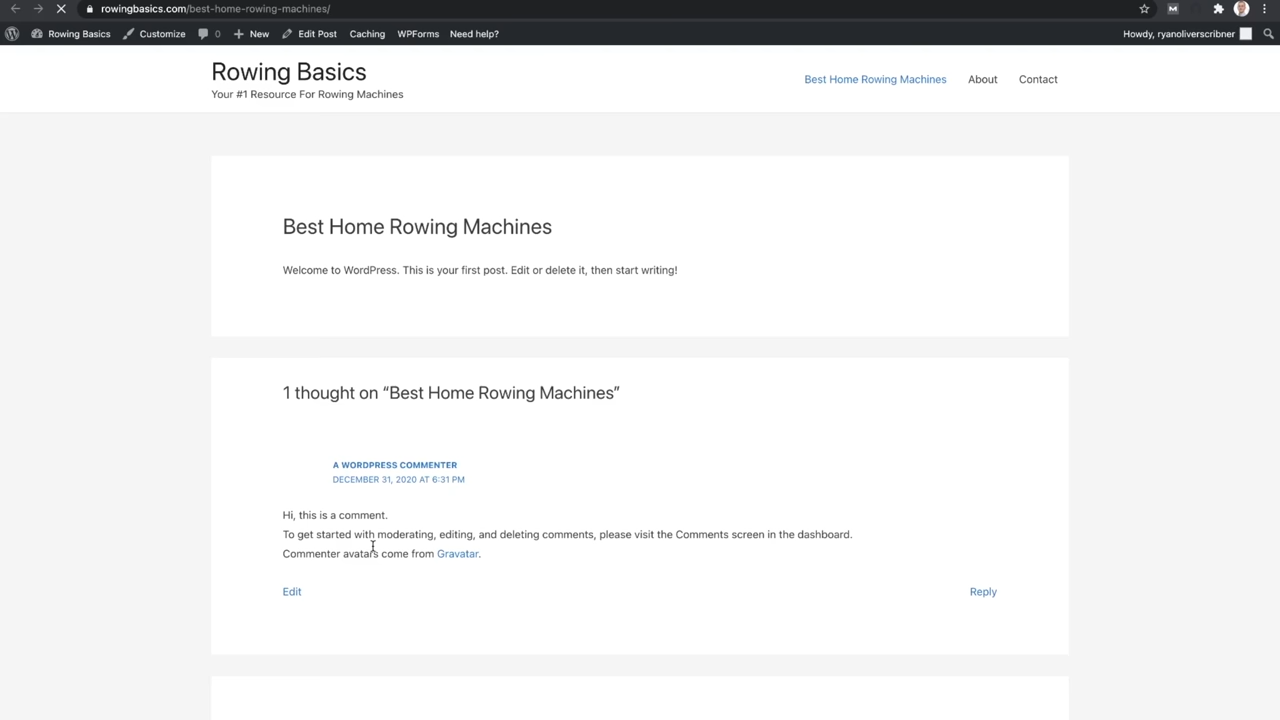 rowingbasics.com/best-home-rowing-machines/
M
Rowing Basics
Customize
0
New
Edit Post
Caching
WPForms
Need help?
Howdy, ryanoliverscribner
Rowing Basics
Your #1 Resource For Rowing Machines
Best Home Rowing Machines
About
Contact
Best Home Rowing Machines
Welcome to WordPress. This is your first post. Edit or delete it, then start writing!
1 thought on “Best Home Rowing Machines”
A WORDPRESS COMMENTER
DECEMBER 31, 2020 AT 6:31 PM
Hi, this is a comment.
To get started with moderating, editing, and deleting comments, please visit the Comments screen in the dashboard.
Commenter avatars come from Gravatar.
Edit
Reply